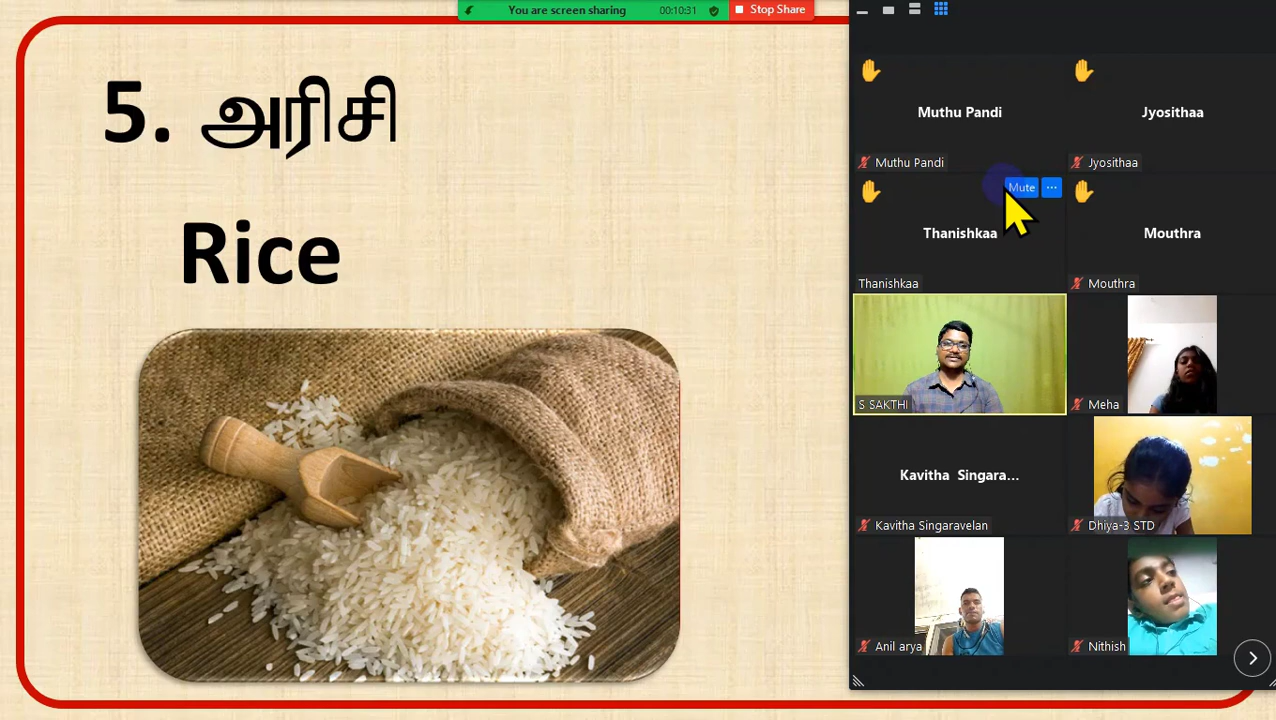 You are screen sharing
00:10:31
Stop Share
5. அரிசி
Rice
Muthu Pandi
Muthu Pandi
Jyosithaa
Jyosithaa
Mute
...
Thanishkaa
Thanishkaa
Mouthra
Mouthra
S SAKTHI
Meha
Kavitha Singara...
Kavitha Singaravelan
Dhiya-3 STD
Anil arya
Nithish